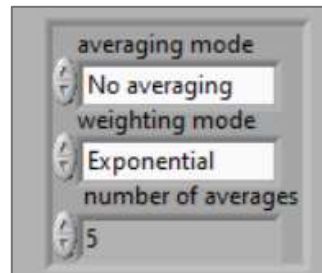 averaging mode
No averaging
weighting mode
Exponential
number of averages
5